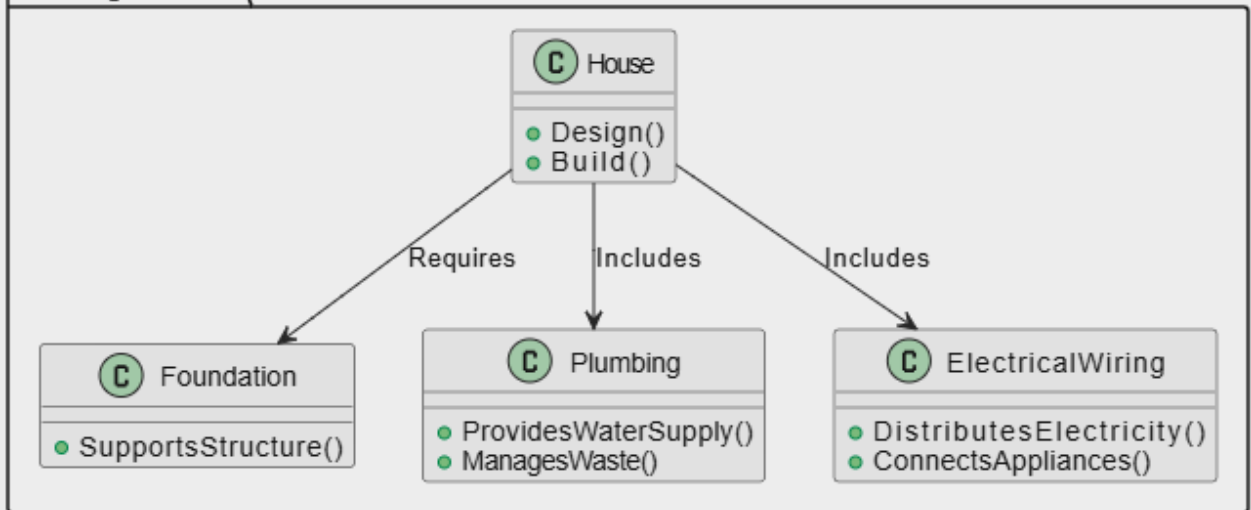 C House
Design()
Build()
Requires
Includes
Includes
C Foundation
SupportsStructure()
C Plumbing
ProvidesWaterSupply()
ManagesWaste()
C ElectricalWiring
DistributesElectricity()
ConnectsAppliances()